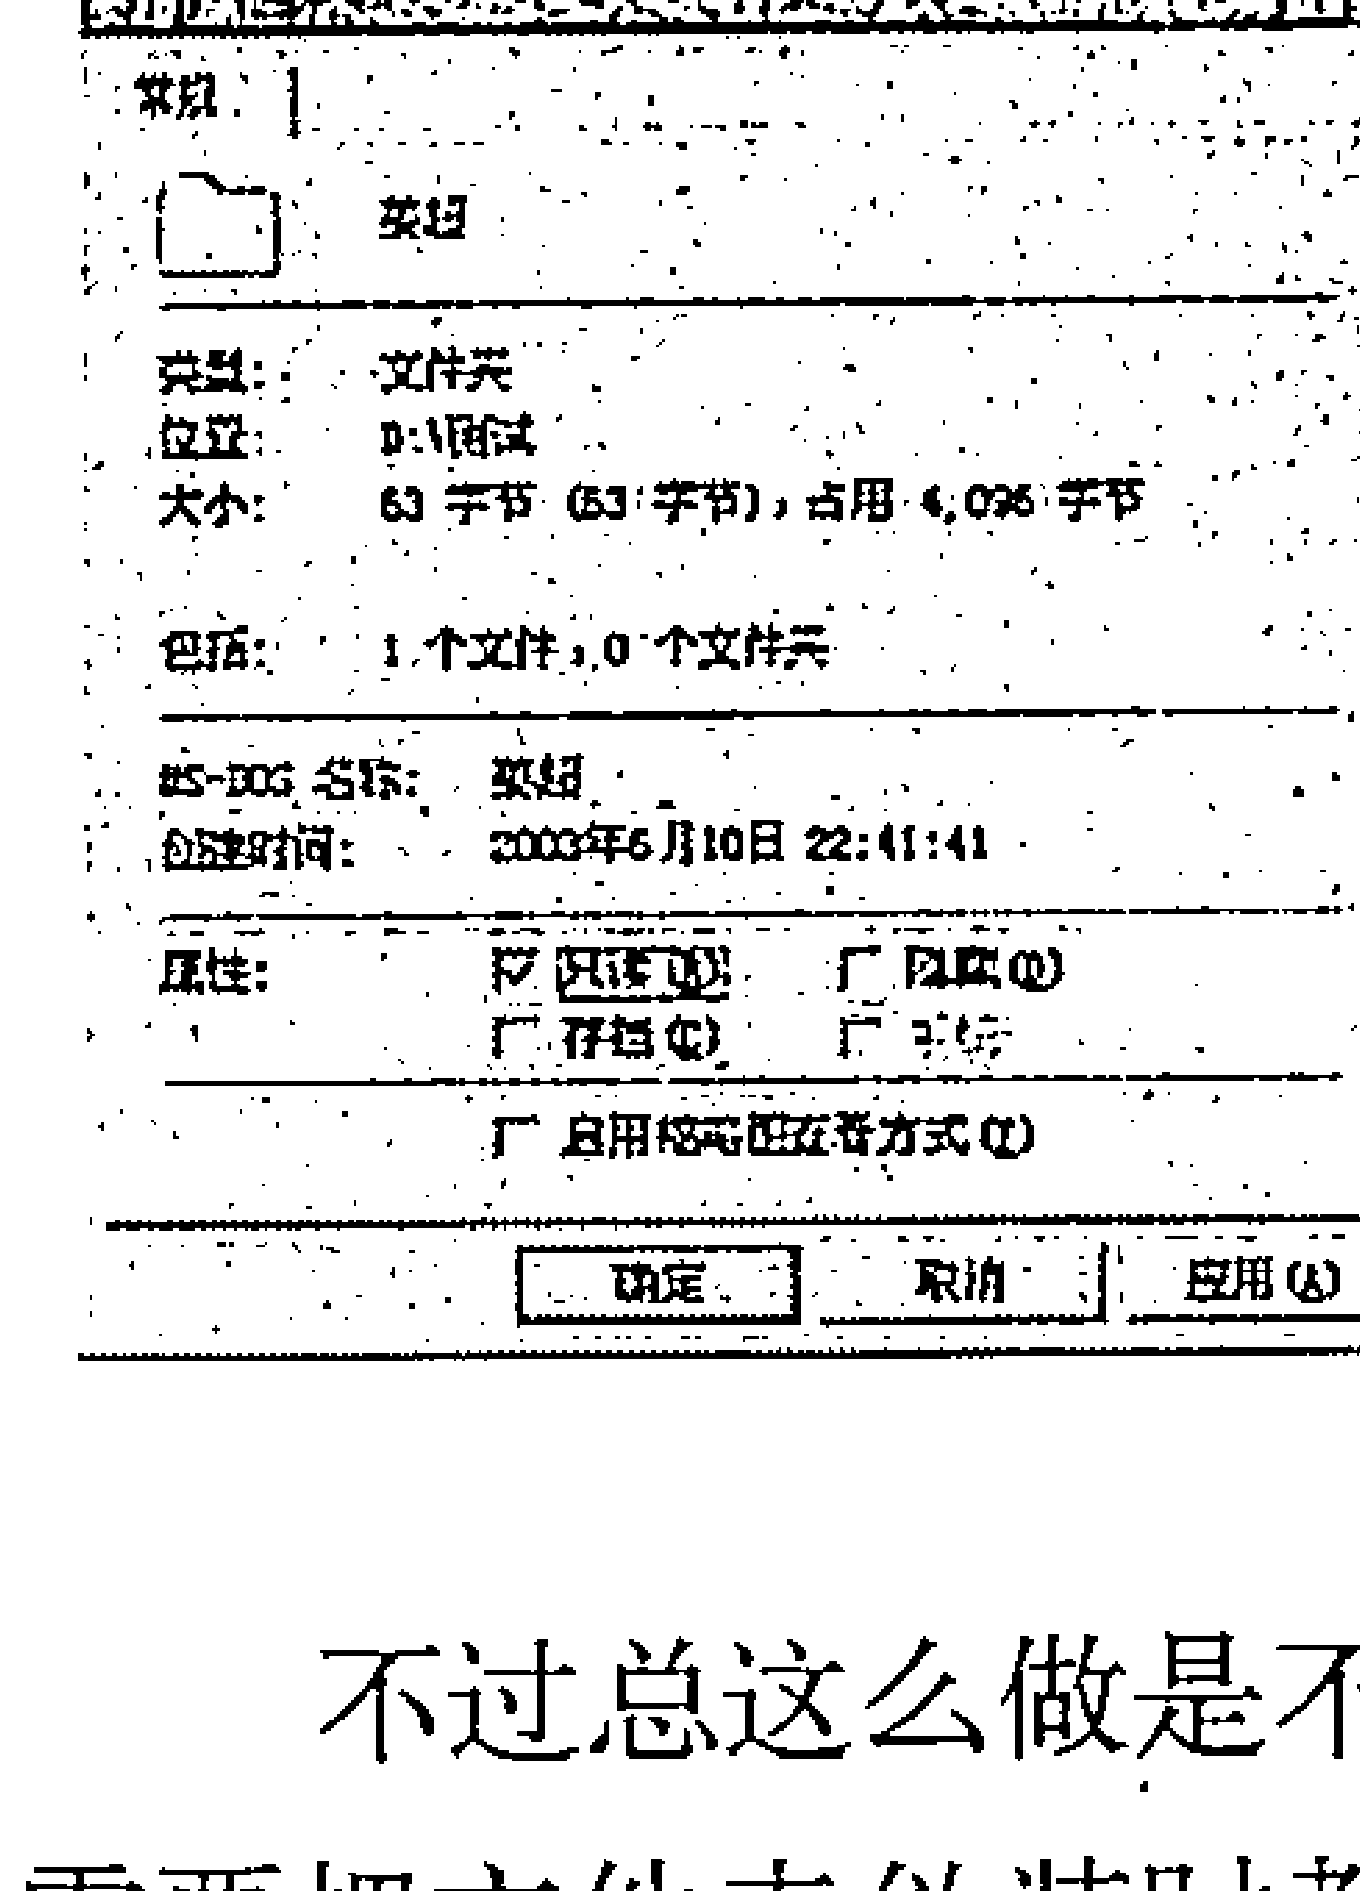 常规
类型: 文件夹
位置: D:\测试
大小: 63 字节 (63 字节), 占用 4,096 字节
包括: 1 个文件, 0 个文件夹
MS-DOS 名称:
创建时间: 2003年6月10日 22:41:41
属性: 只读(R) 隐藏(D)
存档(C) 系统
启用缩略图查看方式(T)
确定 取消 应用(A)
不过总这么做是不